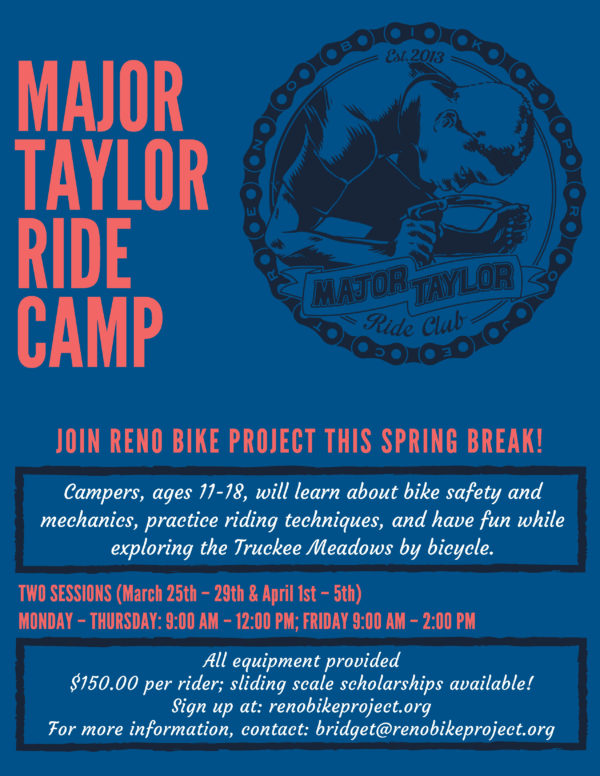 MAJOR
TAYLOR
RIDE
CAMP
RENO BIKE PROJECT
Est. 2013
MAJOR TAYLOR
Ride Club
JOIN RENO BIKE PROJECT THIS SPRING BREAK!
Campers, ages 11-18, will learn about bike safety and
mechanics, practice riding techniques, and have fun while
exploring the Truckee Meadows by bicycle.
TWO SESSIONS (March 25th – 29th & April 1st – 5th)
MONDAY – THURSDAY: 9:00 AM – 12:00 PM; FRIDAY 9:00 AM – 2:00 PM
All equipment provided
$150.00 per rider; sliding scale scholarships available!
Sign up at: renobikeproject.org
For more information, contact: bridget@renobikeproject.org